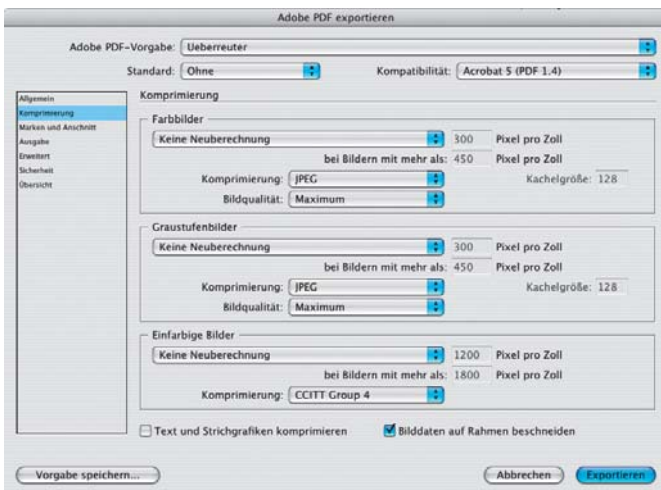 Adobe PDF exportieren
Adobe PDF-Vorgabe: Ueberreuter
Standard: Ohne Kompatibilität: Acrobat 5 (PDF 1.4)
Allgemein
Komprimierung
Marken und Anschnitt
Ausgabe
Erweitert
Sicherheit
Übersicht
Komprimierung
Farbbilder
Keine Neuberechnung 300 Pixel pro Zoll
bei Bildern mit mehr als: 450 Pixel pro Zoll
Komprimierung: JPEG Kachelgröße: 128
Bildqualität: Maximum
Graustufenbilder
Keine Neuberechnung 300 Pixel pro Zoll
bei Bildern mit mehr als: 450 Pixel pro Zoll
Komprimierung: JPEG Kachelgröße: 128
Bildqualität: Maximum
Einfarbige Bilder
Keine Neuberechnung 1200 Pixel pro Zoll
bei Bildern mit mehr als: 1800 Pixel pro Zoll
Komprimierung: CCITT Group 4
Text und Strichgrafiken komprimieren Bilddaten auf Rahmen beschneiden
Vorgabe speichern... Abbrechen Exportieren